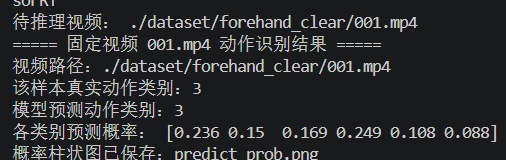 待推理视频： ./dataset/forehand_clear/001.mp4
===== 固定视频 001.mp4 动作识别结果 =====
视频路径：./dataset/forehand_clear/001.mp4
该样本真实动作类别：3
模型预测动作类别：3
各类别预测概率： [0.236 0.15  0.169 0.249 0.108 0.088]
概率柱状图已保存：predict_prob.png